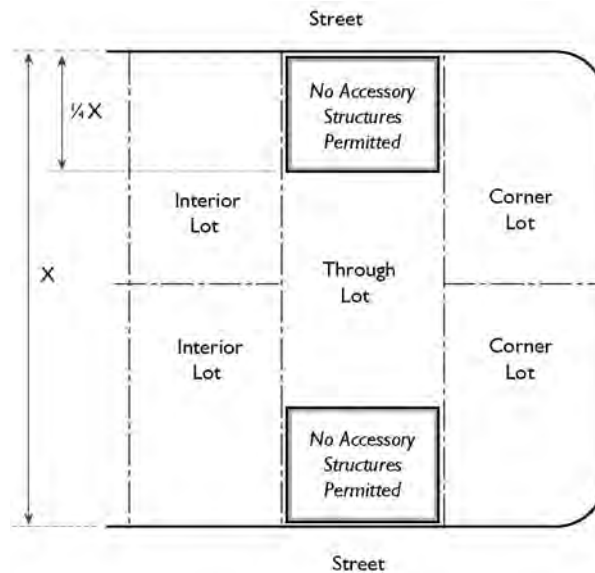 Street
No Accessory
Structures
Permitted
¼ X
Interior
Lot
Corner
Lot
X
Through
Lot
Interior
Lot
Corner
Lot
No Accessory
Structures
Permitted
Street